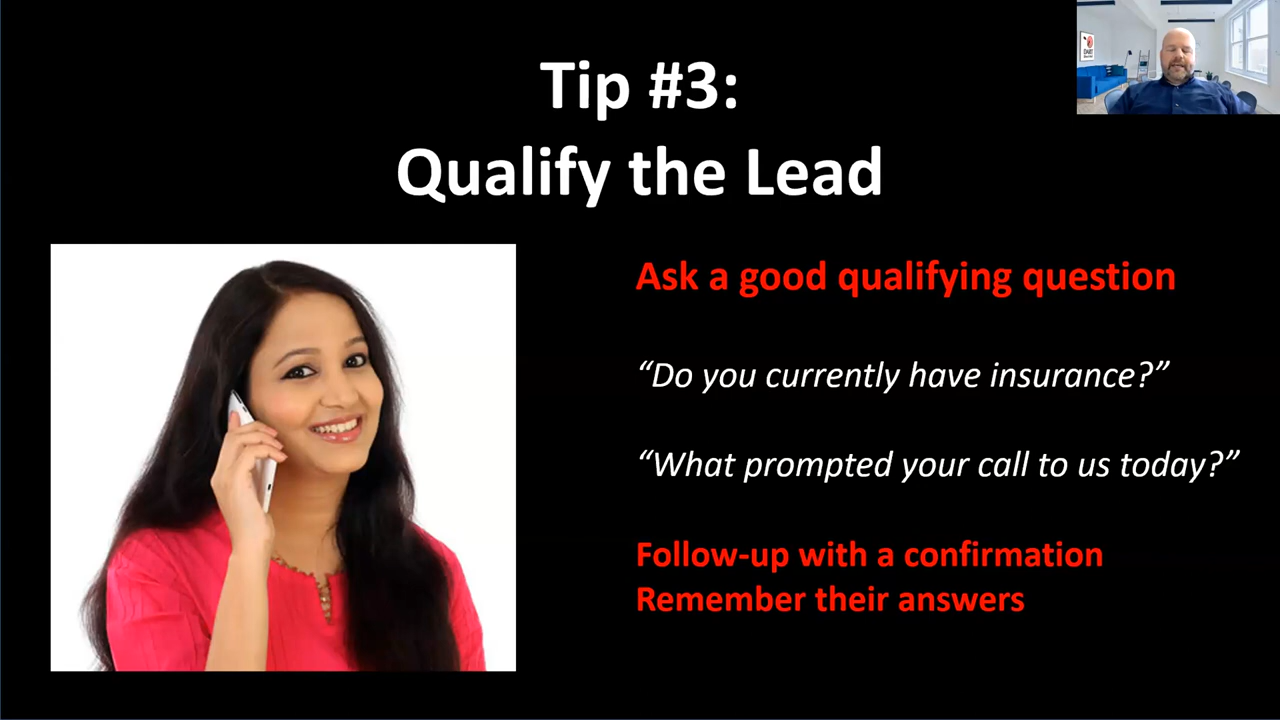 Tip #3:
Qualify the Lead
Ask a good qualifying question
“Do you currently have insurance?”
“What prompted your call to us today?”
Follow-up with a confirmation
Remember their answers